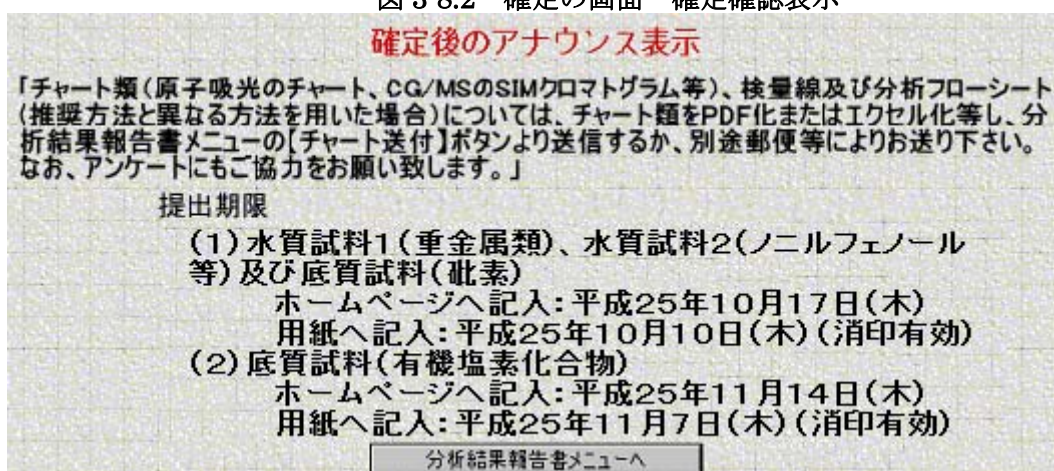 図 3-8.2 確定の画面 確定確認表示
確定後のアナウンス表示
「チャート類(原子吸光のチャート、CG/MSのSIMクロマトグラム等)、検量線及び分析フローシート
(推奨方法と異なる方法を用いた場合)については、チャート類をPDF化またはエクセル化等し、分
析結果報告書メニューの【チャート送付】ボタンより送信するか、別途郵便等によりお送り下さい。
なお、アンケートにもご協力をお願い致します。」
提出期限
(1)水質試料1(重金属類)、水質試料2(ノニルフェノール
等)及び底質試料(砒素)
ホームページへ記入:平成25年10月17日(木)
用紙へ記入:平成25年10月10日(木)(消印有効)
(2)底質試料(有機塩素化合物)
ホームページへ記入:平成25年11月14日(木)
用紙へ記入:平成25年11月7日(木)(消印有効)
分析結果報告書メニューへ